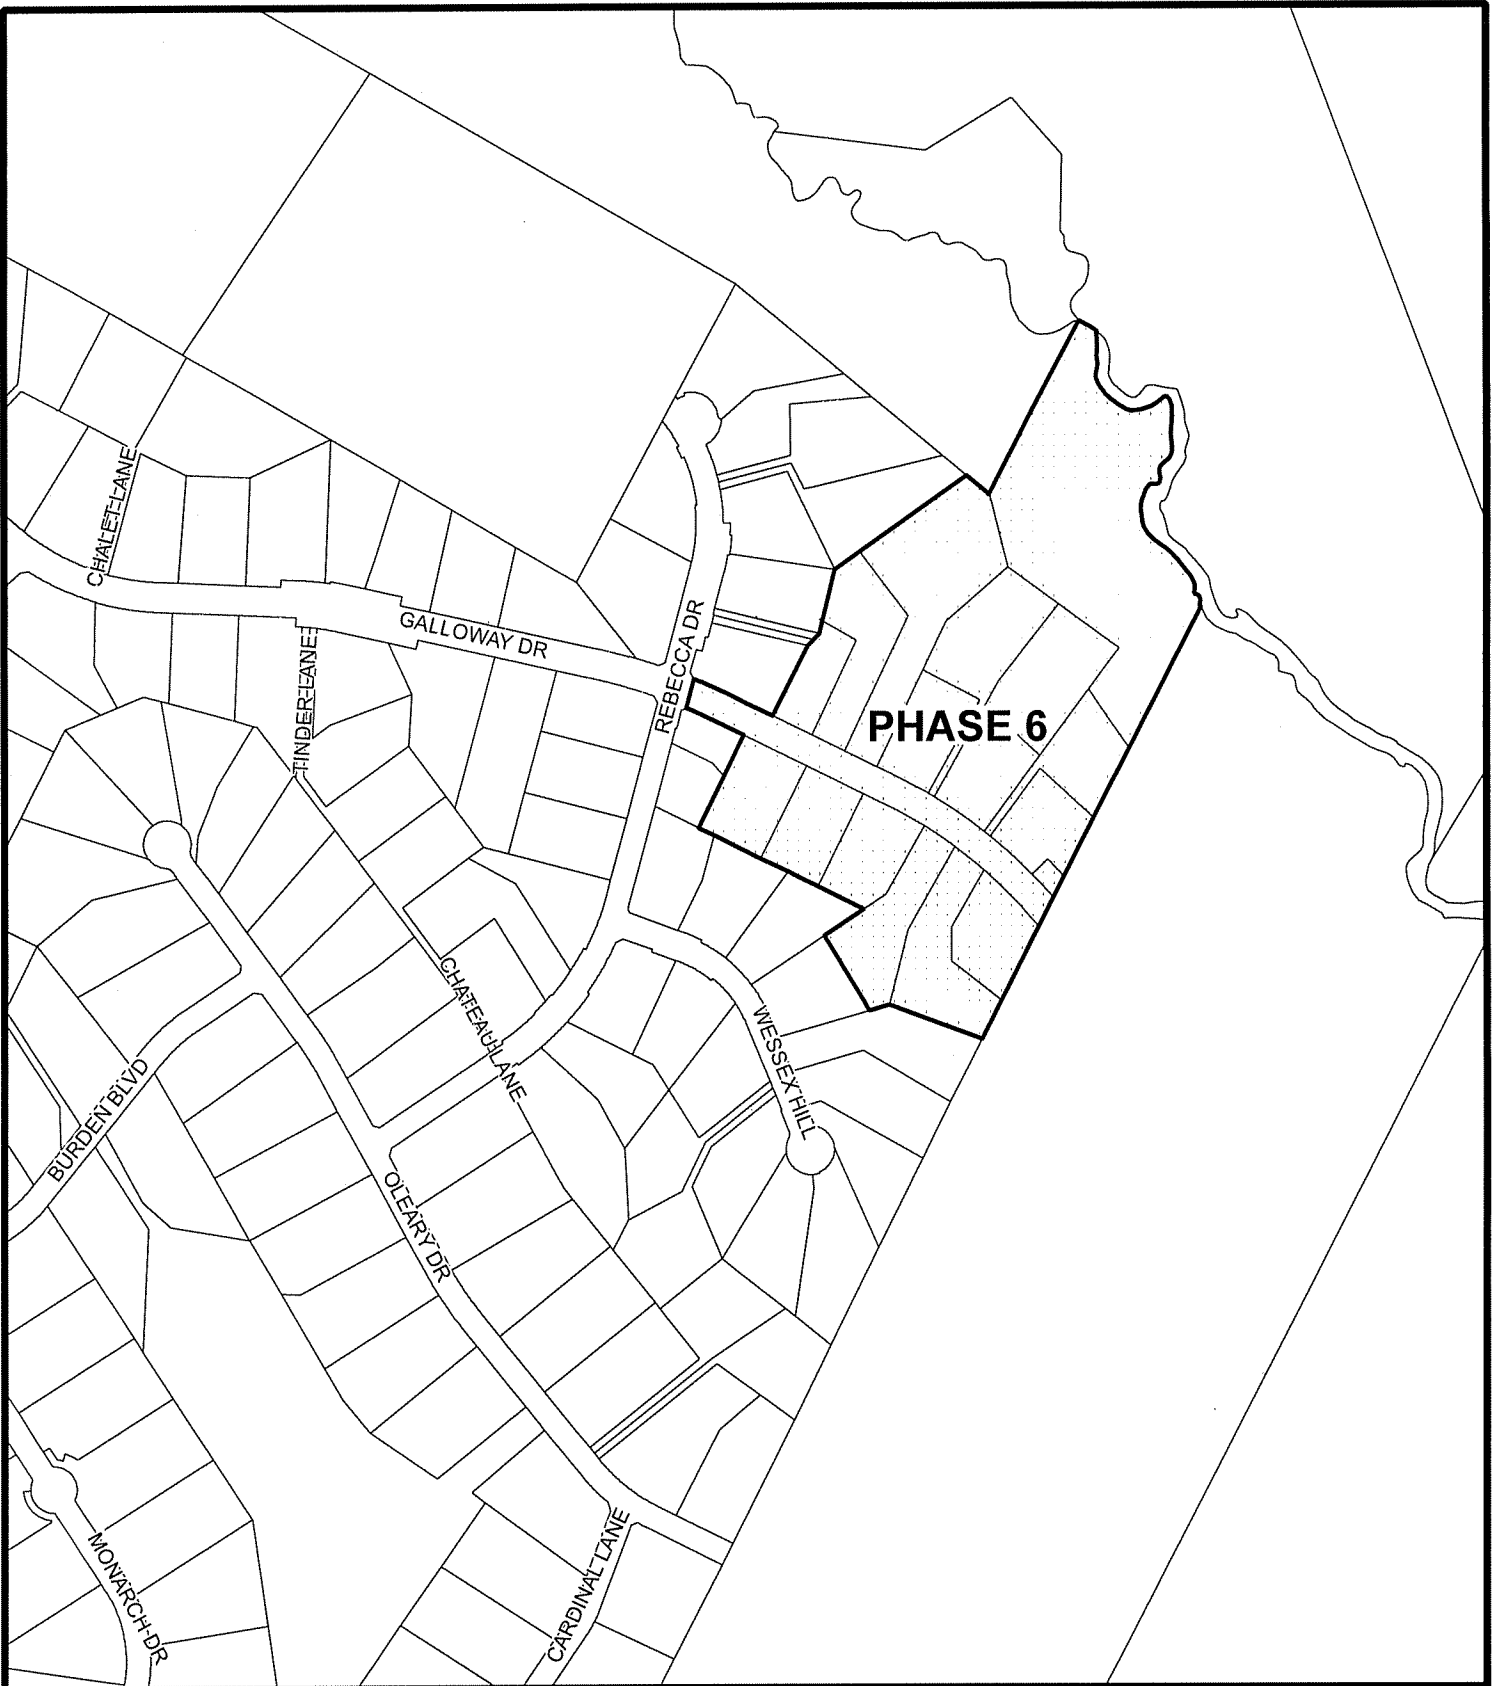 CHALET LANE
GALLOWAY DR
REBECCA DR
TINDER LANE
PHASE 6
CHATEAU LANE
WESSEX HILL
BURDEN BLVD
OLEARY DR
MONARCH DR
CARDINAL LANE